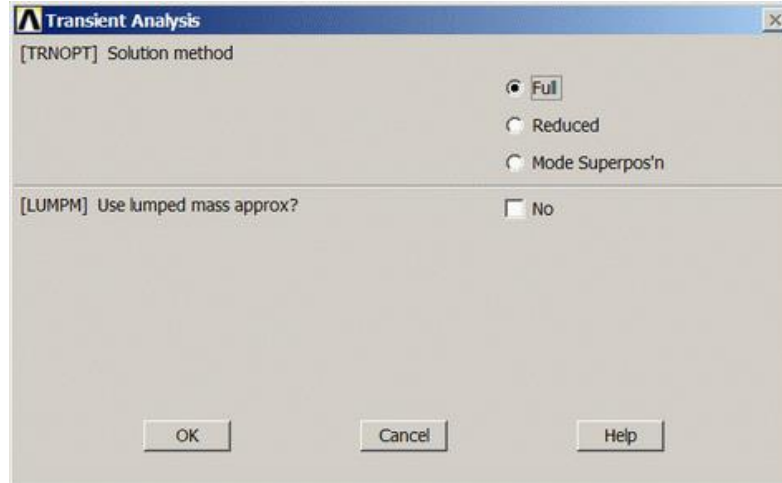 Transient Analysis
[TRNOPT] Solution method
Full
Reduced
Mode Superpos'n
[LUMPM] Use lumped mass approx?
No
OK
Cancel
Help